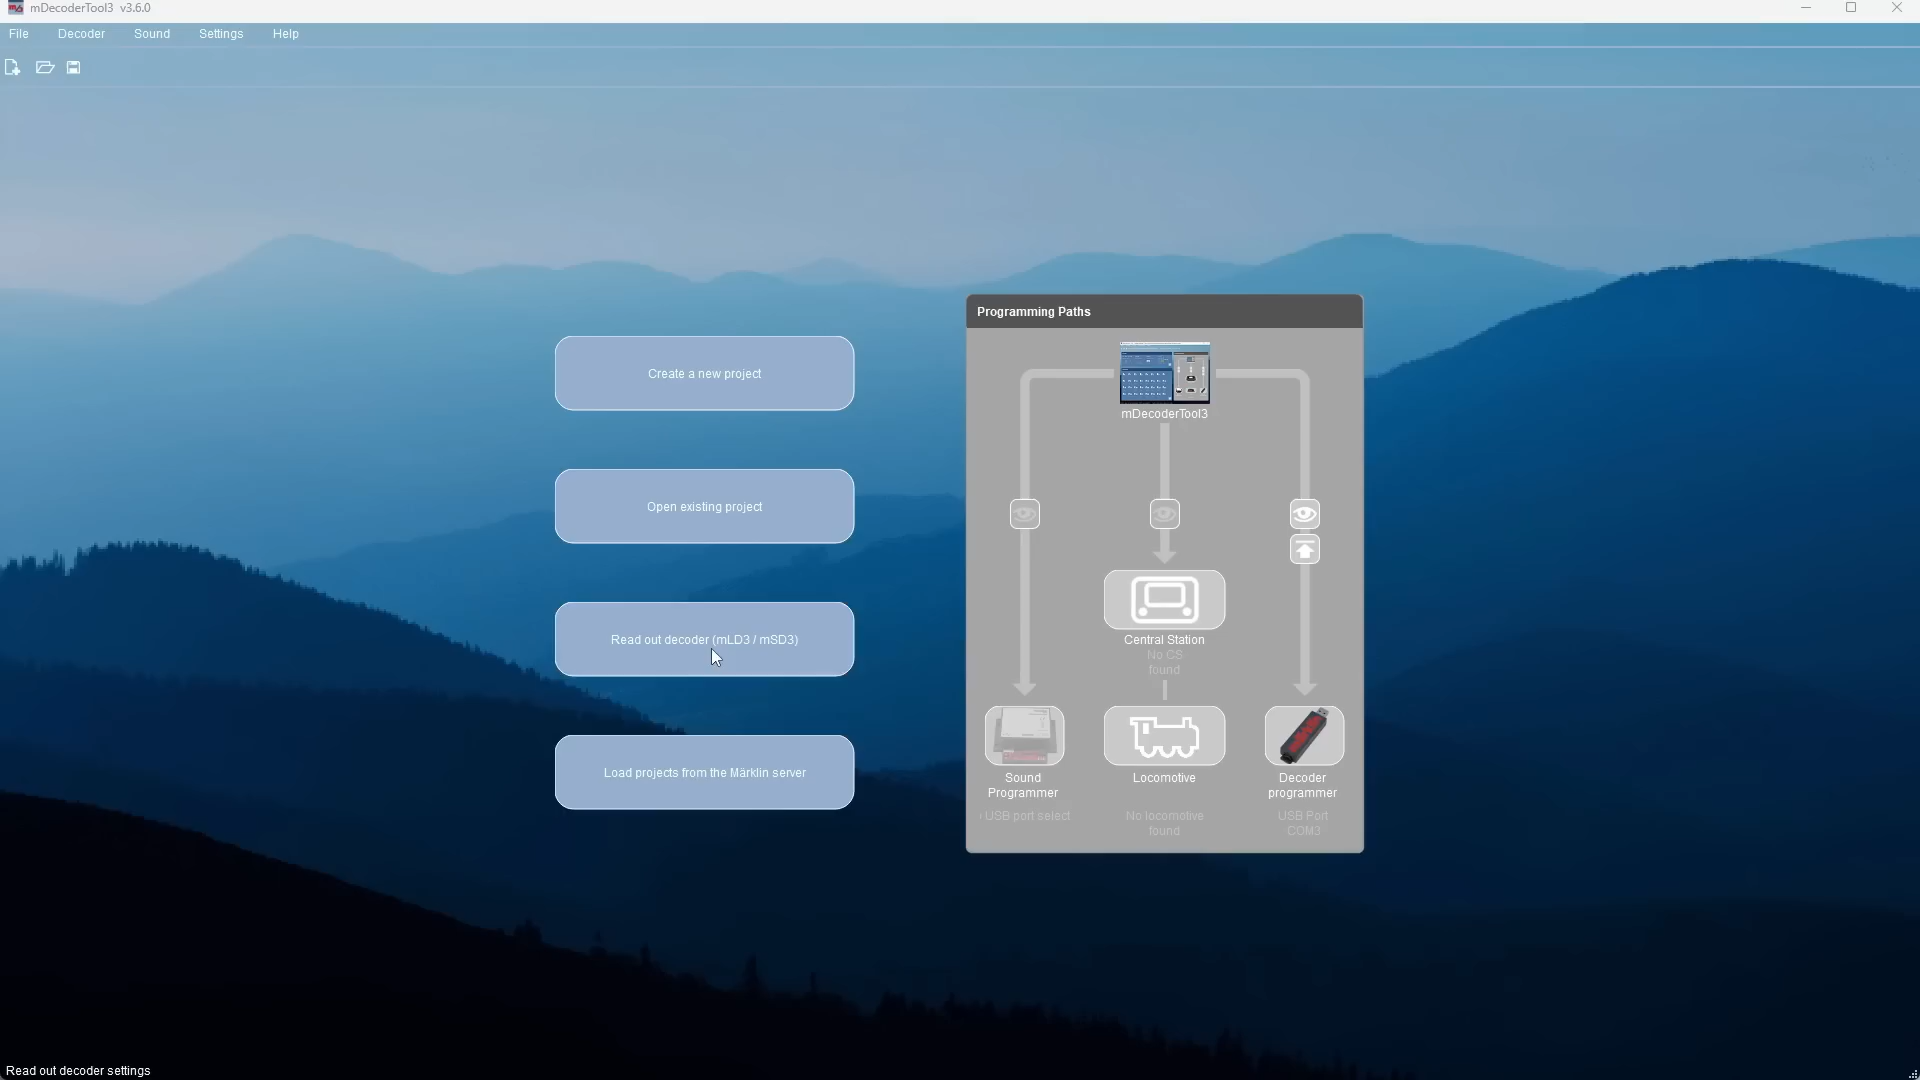 mDecoderTool3 v3.6.0
File Decoder Sound Settings Help
Create a new project
Open existing project
Read out decoder (mLD3 / mSD3)
Load projects from the Märklin server
Programming Paths
mDecoderTool3
Central Station
No CS
found
Sound
Programmer
USB port select
Locomotive
No locomotive
found
Decoder
programmer
USB Port
COM3
Read out decoder settings